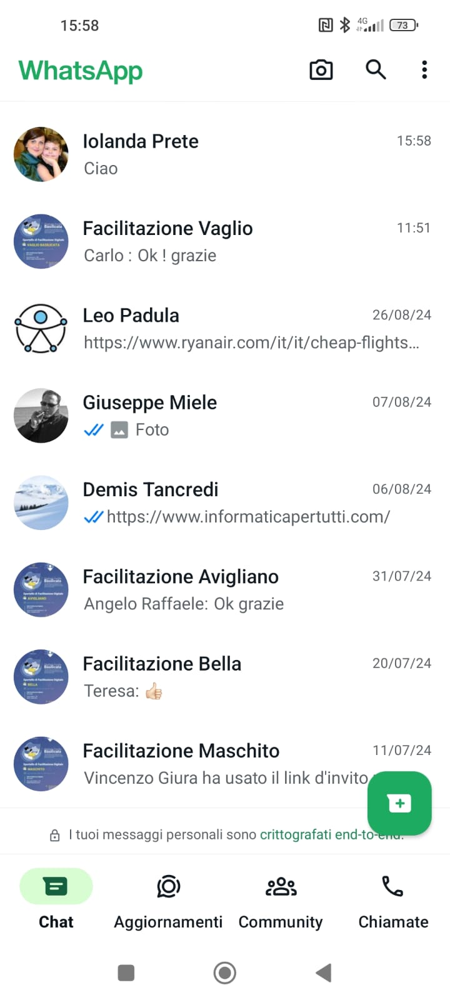 15:58
4G
73
WhatsApp
Iolanda Prete
15:58
Ciao
Facilitazione Vaglio
11:51
Carlo : Ok ! grazie
Leo Padula
26/08/24
https://www.ryanair.com/it/it/cheap-flights...
Giuseppe Miele
07/08/24
Foto
Demis Tancredi
06/08/24
https://www.informaticapertutti.com/
Facilitazione Avigliano
31/07/24
Angelo Raffaele: Ok grazie
Facilitazione Bella
20/07/24
Teresa: 👍🏻
Facilitazione Maschito
11/07/24
Vincenzo Giura ha usato il link d'invito
I tuoi messaggi personali sono crittografati end-to-end.
Chat
Aggiornamenti
Community
Chiamate